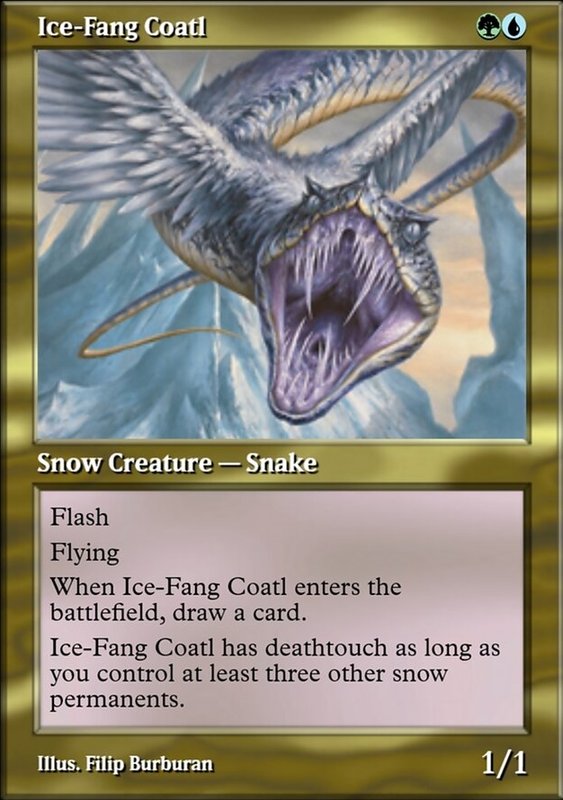 Ice-Fang Coatl
Snow Creature — Snake
Flash
Flying
When Ice-Fang Coatl enters the
battlefield, draw a card.
Ice-Fang Coatl has deathtouch as long as
you control at least three other snow
permanents.
Illus. Filip Burburan
1/1